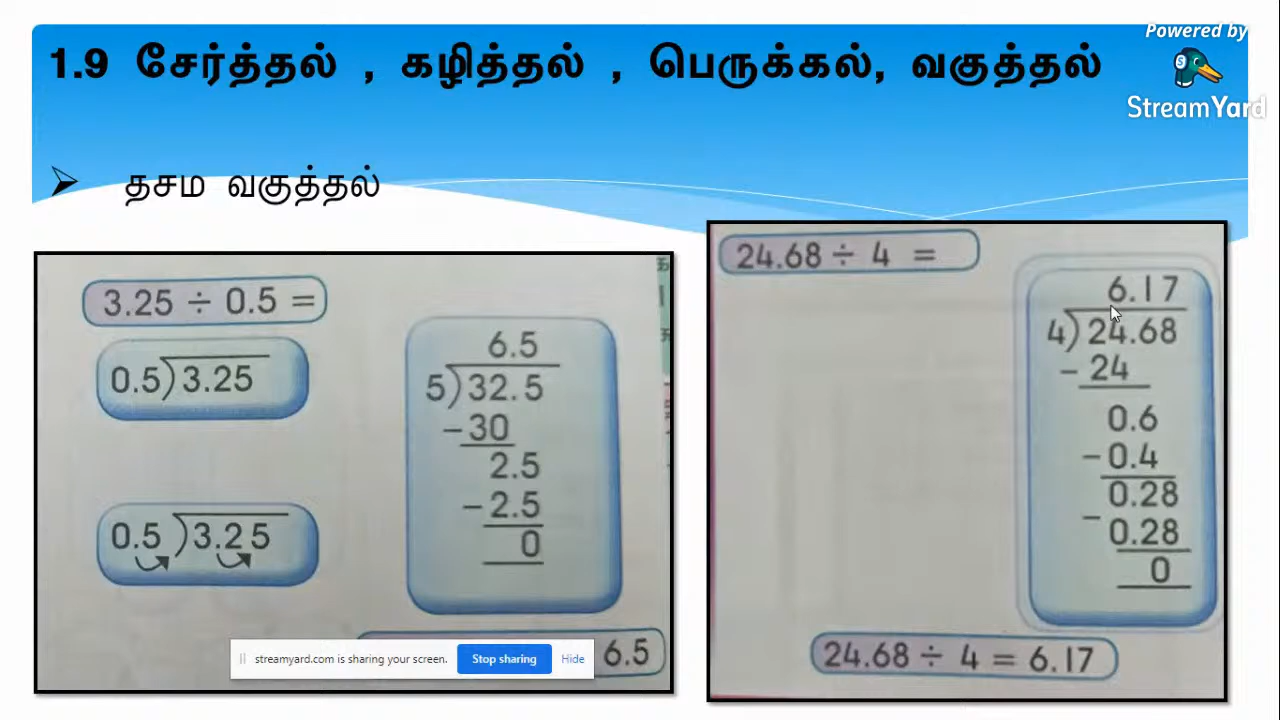 Powered by
StreamYard
1.9 சேர்த்தல் , கழித்தல் , பெருக்கல், வகுத்தல்
➢ தசம வகுத்தல்
3.25 ÷ 0.5 =
0.5)3.25
0.5)3.25
6.5
5)32.5
−30
2.5
−2.5
0
6.5
24.68 ÷ 4 =
6.17
4)24.68
−24
0.6
−0.4
0.28
−0.28
0
24.68 ÷ 4 = 6.17
streamyard.com is sharing your screen. Stop sharing Hide